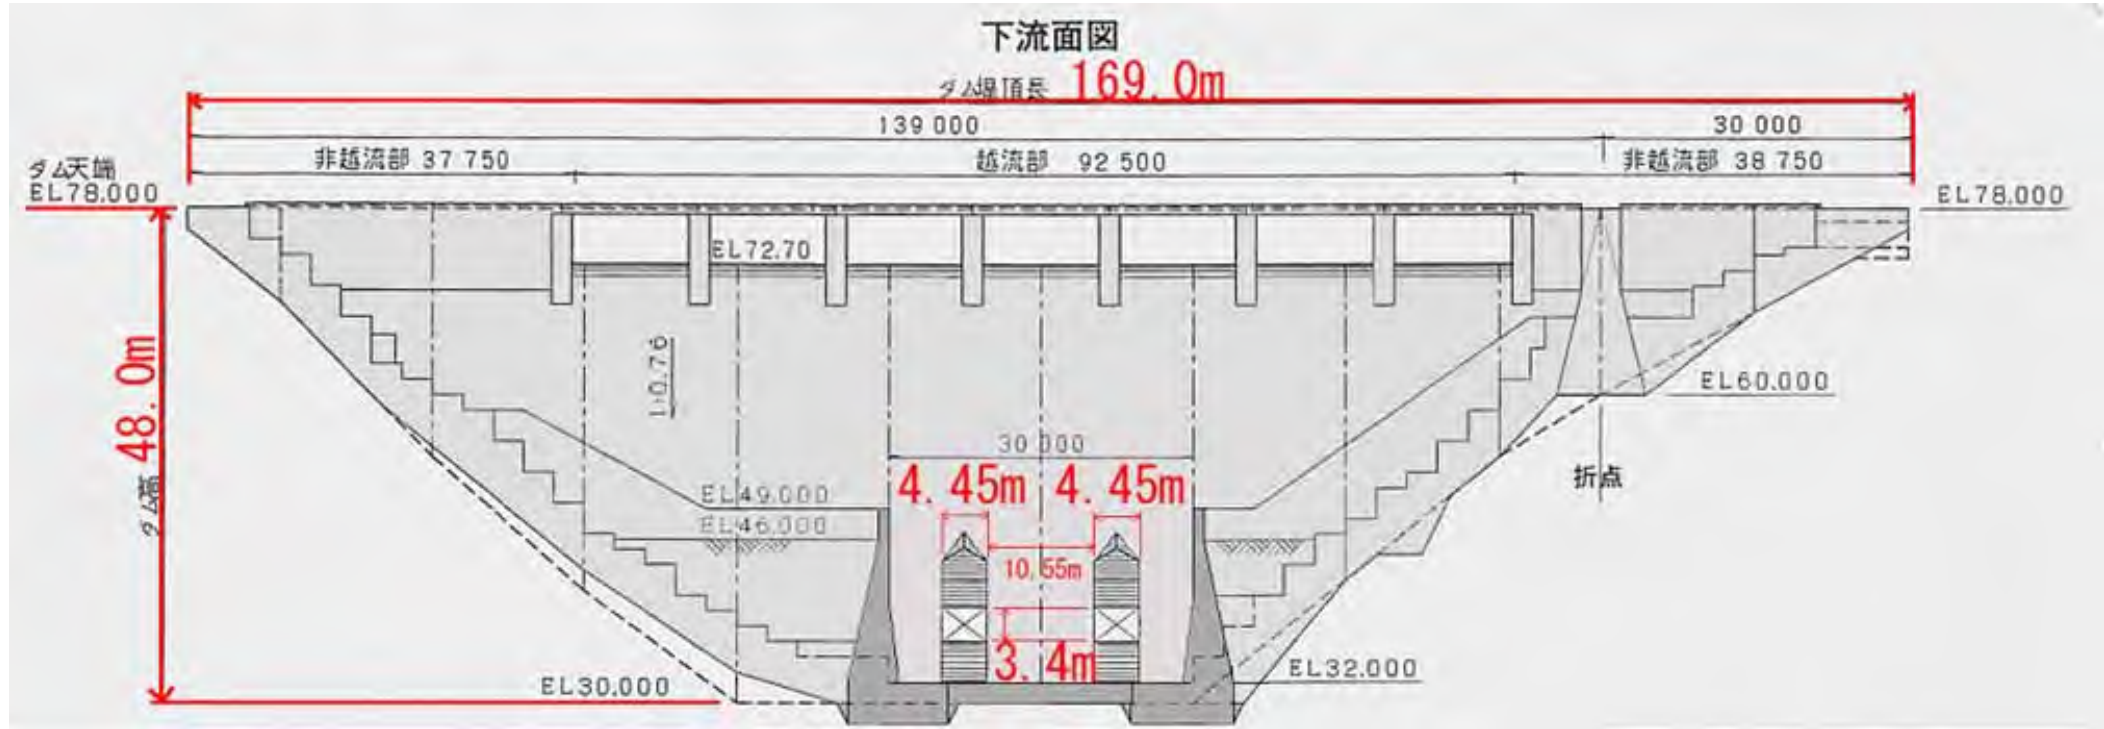 下流面図
ダム堤頂長 169.0m
139 000
30 000
非越流部 37 750
越流部 92 500
非越流部 38 750
ダム天端
EL78.000
EL78.000
EL72.70
1:0.76
ダム高 48.0m
EL60.000
30 000
4.45m 4.45m
折点
EL49.000
EL46.000
10.55m
3.4m
EL32.000
EL30.000